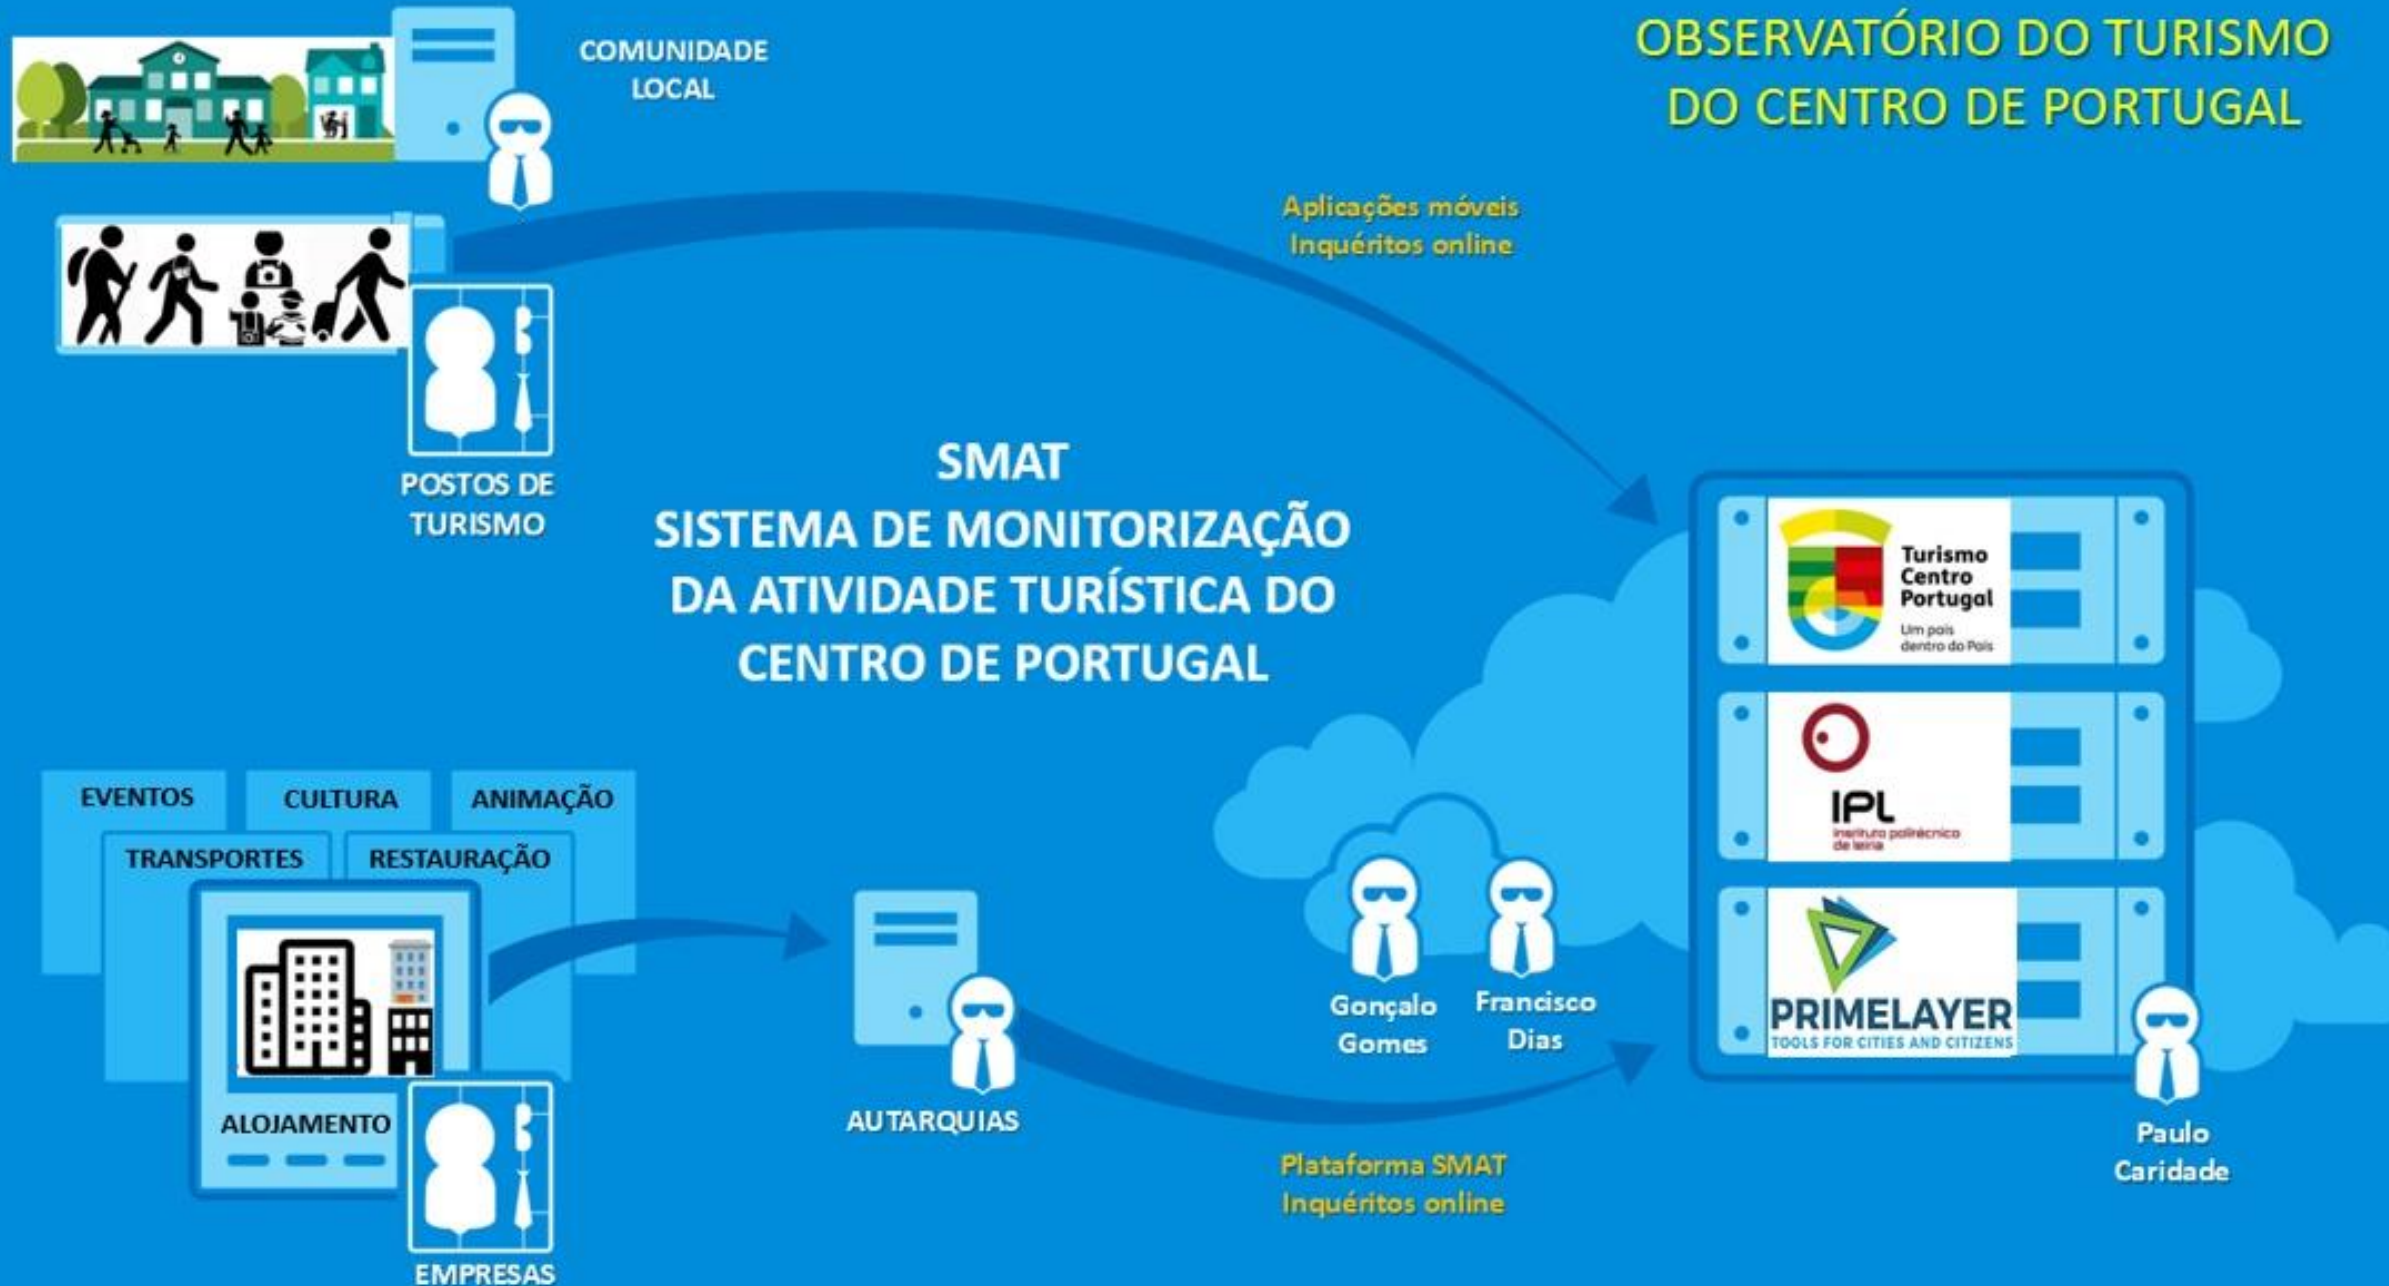 COMUNIDADE
LOCAL
OBSERVATÓRIO DO TURISMO
DO CENTRO DE PORTUGAL
Aplicações móveis
Inquéritos online
POSTOS DE
TURISMO
SMAT
SISTEMA DE MONITORIZAÇÃO
DA ATIVIDADE TURÍSTICA DO
CENTRO DE PORTUGAL
Turismo
Centro
Portugal
Um país
dentro do País
IPL
instituto politécnico
de leiria
PRIMELAYER
TOOLS FOR CITIES AND CITIZENS
EVENTOS
CULTURA
ANIMAÇÃO
TRANSPORTES
RESTAURAÇÃO
ALOJAMENTO
EMPRESAS
AUTARQUIAS
Gonçalo
Gomes
Francisco
Dias
Paulo
Caridade
Plataforma SMAT
Inquéritos online